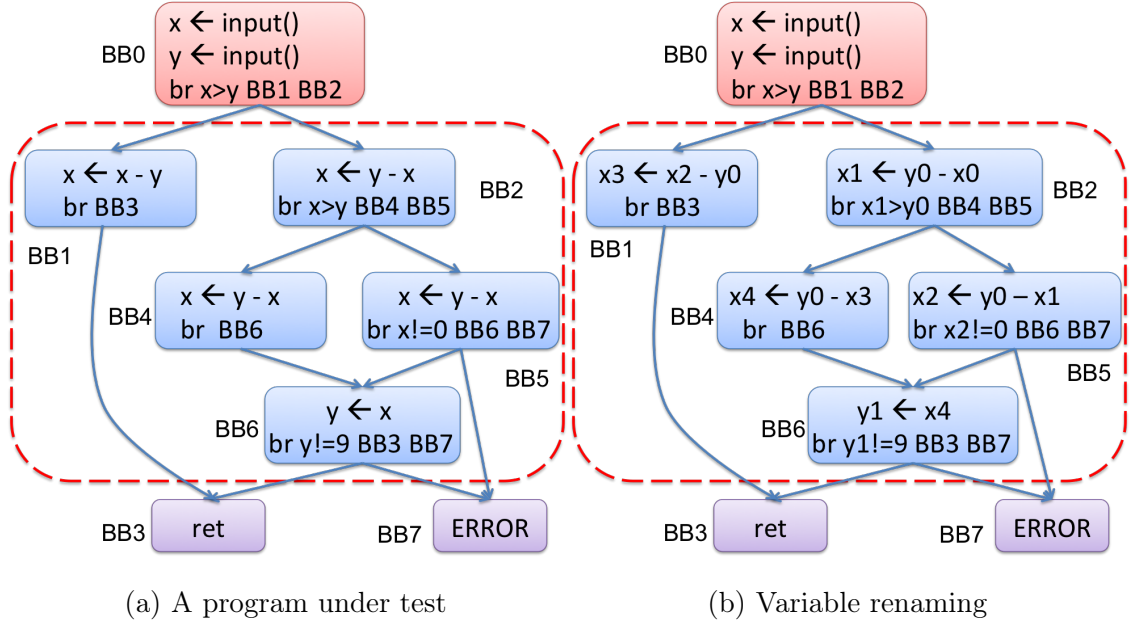 x ← input()
y ← input()
br x>y BB1 BB2
BB0
x ← x - y
br BB3
BB1
x ← y - x
br x>y BB4 BB5
BB2
x ← y - x
br BB6
BB4
x ← y - x
br x!=0 BB6 BB7
BB5
y ← x
br y!=9 BB3 BB7
BB6
BB3
ret
BB7
ERROR
(a) A program under test
x ← input()
y ← input()
br x>y BB1 BB2
BB0
x3 ← x2 - y0
br BB3
BB1
x1 ← y0 - x0
br x1>y0 BB4 BB5
BB2
x4 ← y0 - x3
br BB6
BB4
x2 ← y0 – x1
br x2!=0 BB6 BB7
BB5
y1 ← x4
br y1!=9 BB3 BB7
BB6
BB3
ret
BB7
ERROR
(b) Variable renaming